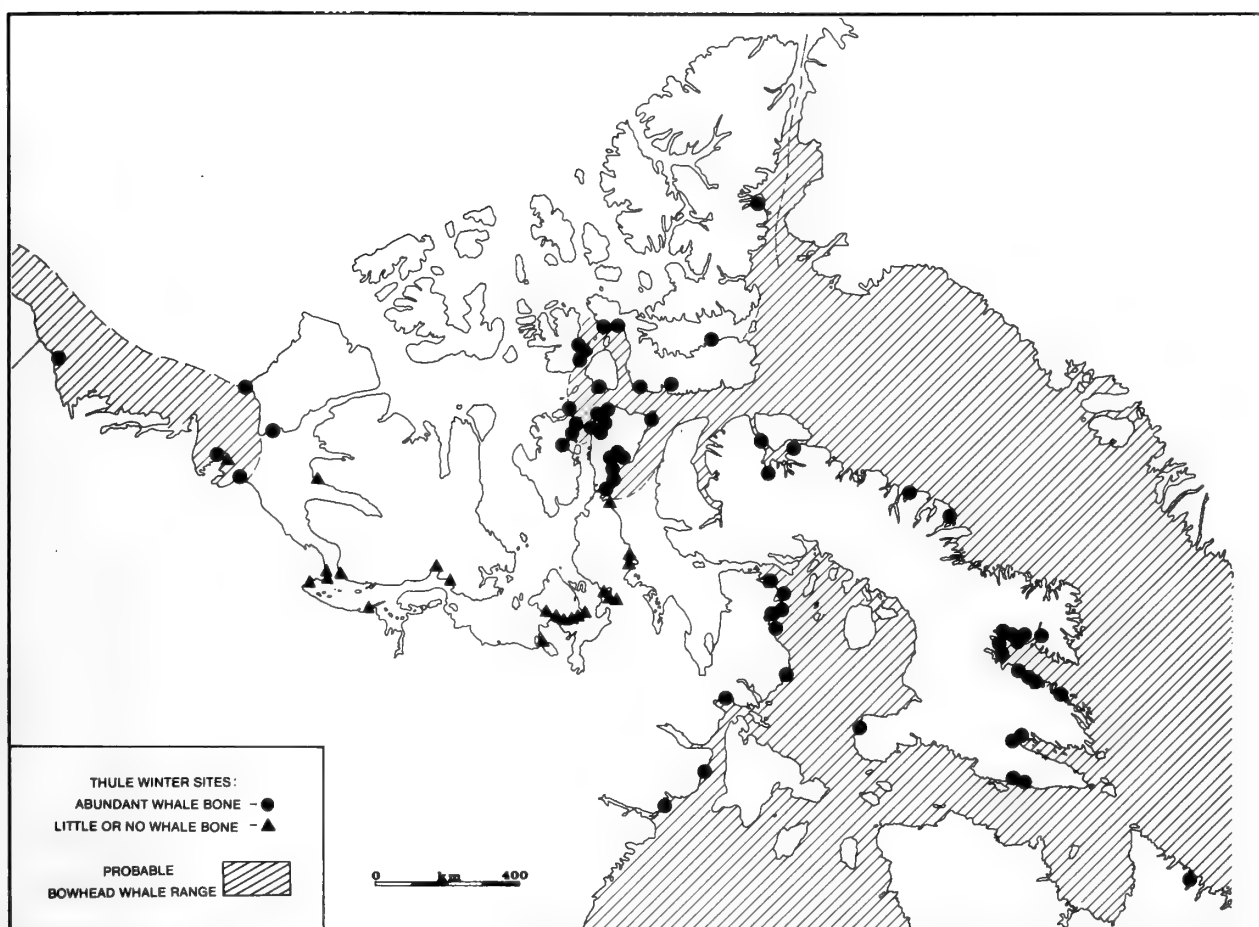 THULE WINTER SITES:
ABUNDANT WHALE BONE -
LITTLE OR NO WHALE BONE -
PROBABLE
BOWHEAD WHALE RANGE
0 km 400